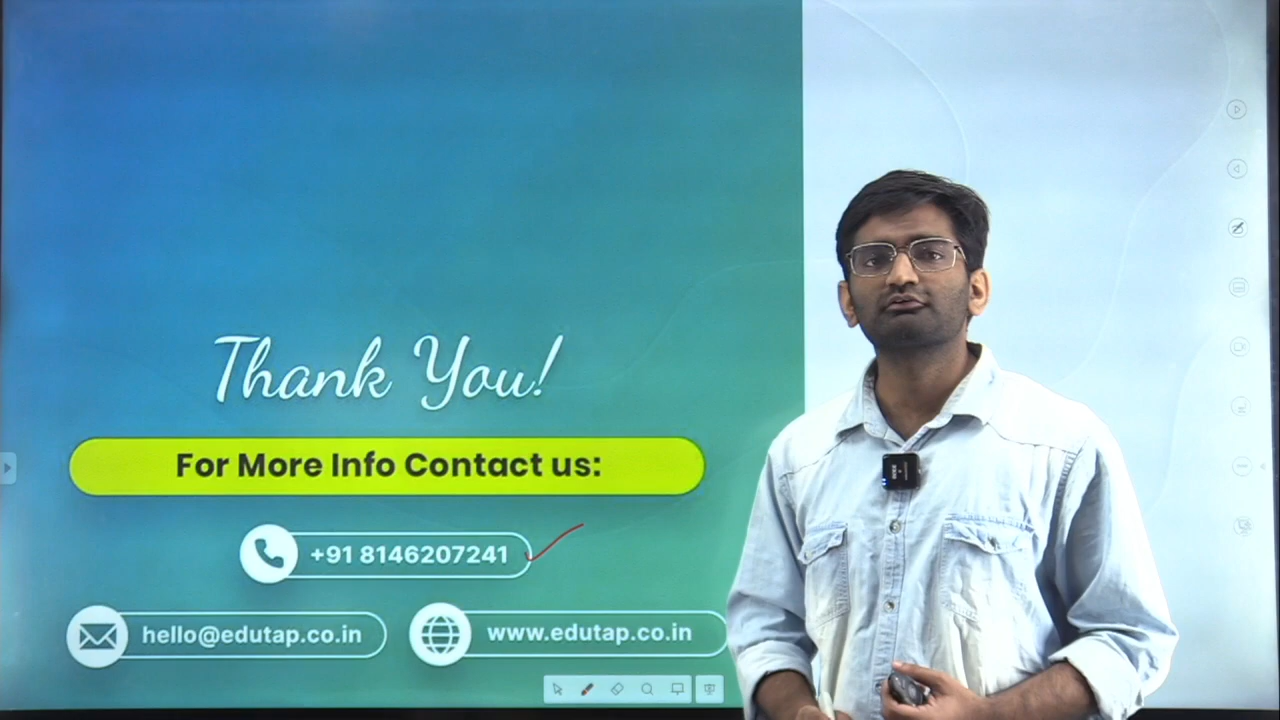 Thank You!
For More Info Contact us:
+91 8146207241
hello@edutap.co.in
www.edutap.co.in